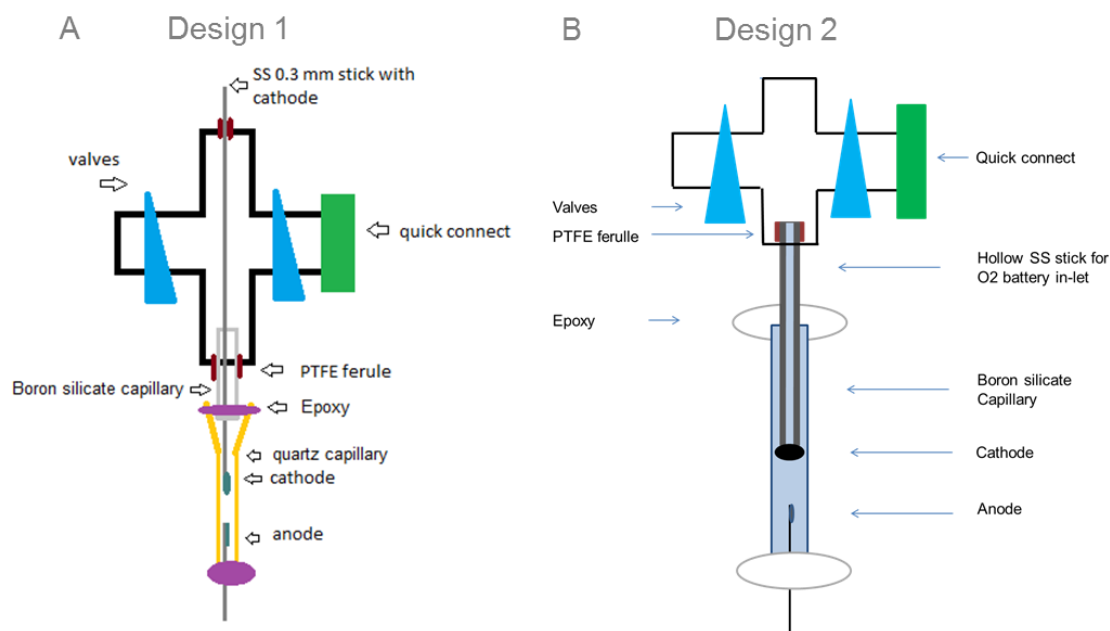 A
Design 1
SS 0.3 mm stick with
cathode
valves
quick connect
PTFE ferule
Boron silicate capillary
Epoxy
quartz capillary
cathode
anode
B
Design 2
Quick connect
Valves
PTFE ferulle
Hollow SS stick for
O2 battery in-let
Epoxy
Boron silicate
Capillary
Cathode
Anode